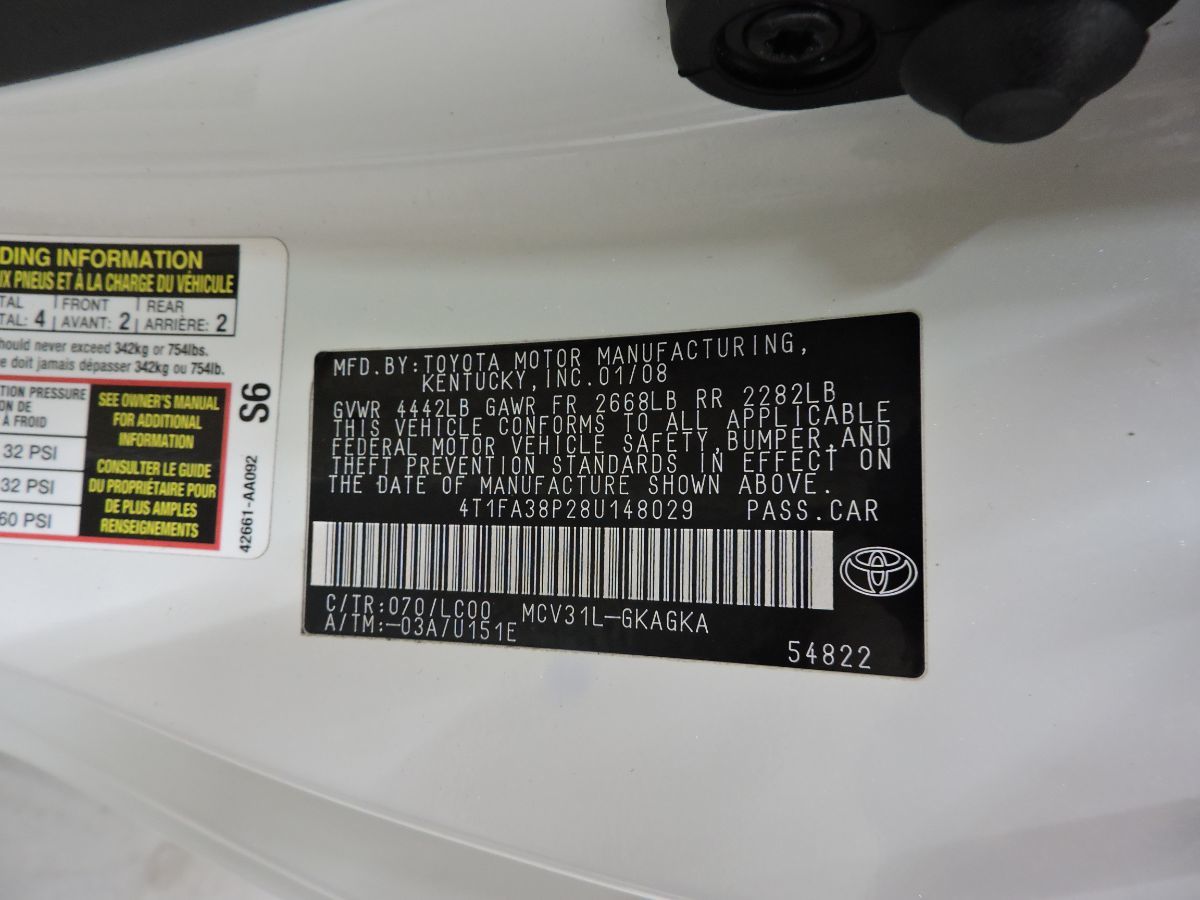 DING INFORMATION
IX PNEUS ET À LA CHARGE DU VÉHICULE
TAL FRONT REAR
TAL: 4 AVANT: 2 ARRIÈRE: 2
ould never exceed 342kg or 754lbs.
e doit jamais dépasser 342kg ou 754lb.
TION PRESSURE
ON DE
À FROID
32 PSI
32 PSI
60 PSI
SEE OWNER'S MANUAL
FOR ADDITIONAL
INFORMATION
CONSULTER LE GUIDE
DU PROPRIÉTAIRE POUR
DE PLUS AMPLES
RENSEIGNEMENTS
S6
42661-AA092
MFD.BY:TOYOTA MOTOR MANUFACTURING,
KENTUCKY,INC.01/08
GVWR 4442LB GAWR FR 2668LB RR 2282LB
THIS VEHICLE CONFORMS TO ALL APPLICABLE
FEDERAL MOTOR VEHICLE SAFETY,BUMPER,AND
THEFT PREVENTION STANDARDS IN EFFECT ON
THE DATE OF MANUFACTURE SHOWN ABOVE.
4T1FA38P28U148029 PASS.CAR
C/TR:070/LC00 MCV31L-GKAGKA
A/TM:-03A/U151E
54822